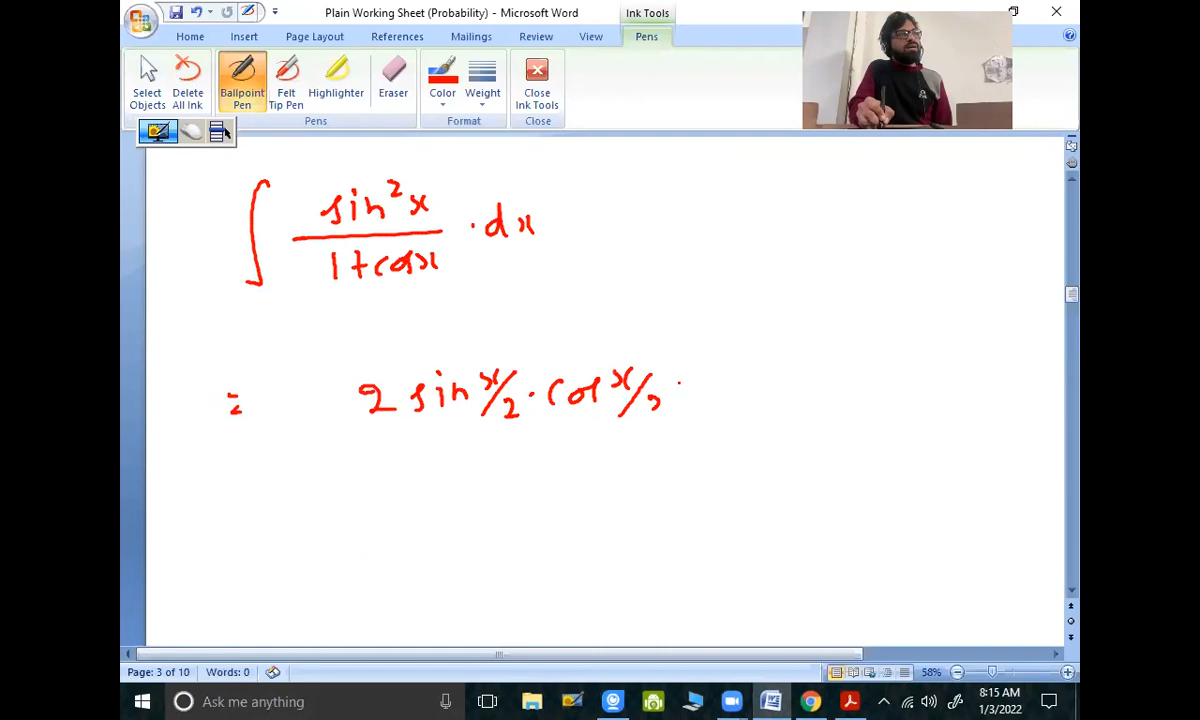 Plain Working Sheet (Probability) - Microsoft Word
Ink Tools
Home Insert Page Layout References Mailings Review View Pens
Select Objects
Delete All Ink
Ballpoint Pen
Felt Tip Pen
Highlighter
Eraser
Color
Weight
Close Ink Tools
Pens
Format
Close
∫ sin²x / 1+cosx · dx
= 2 sin x/2 · cos x/2 ·
Page: 3 of 10 Words: 0 58%
Ask me anything
8:15 AM
1/3/2022